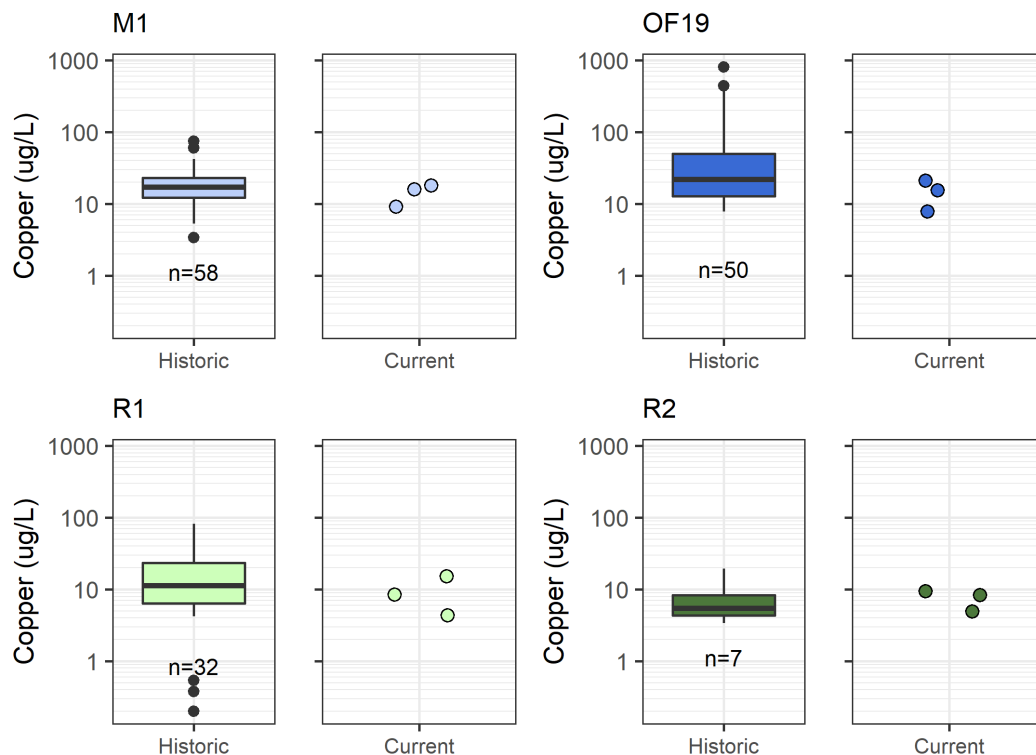 M1
Copper (ug/L)
1000
100
10
1
n=58
Historic
Current
OF19
Copper (ug/L)
1000
100
10
1
n=50
Historic
Current
R1
Copper (ug/L)
1000
100
10
1
n=32
Historic
Current
R2
Copper (ug/L)
1000
100
10
1
n=7
Historic
Current